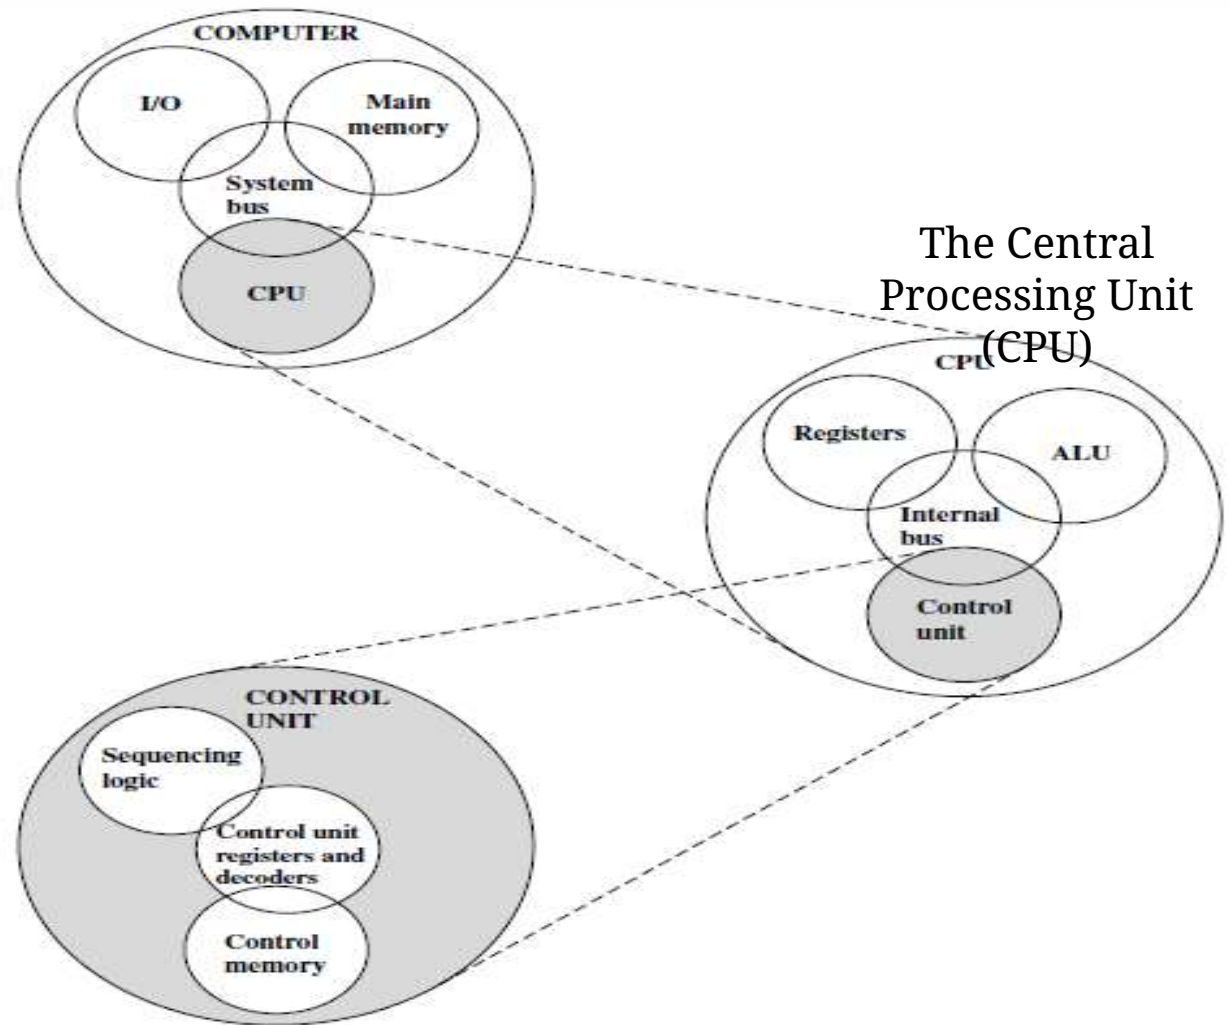 COMPUTER
I/O
Main
memory
System
bus
CPU
The Central
Processing Unit
(CPU)
CPU
Registers
ALU
Internal
bus
Control
unit
CONTROL
UNIT
Sequencing
logic
Control unit
registers and
decoders
Control
memory